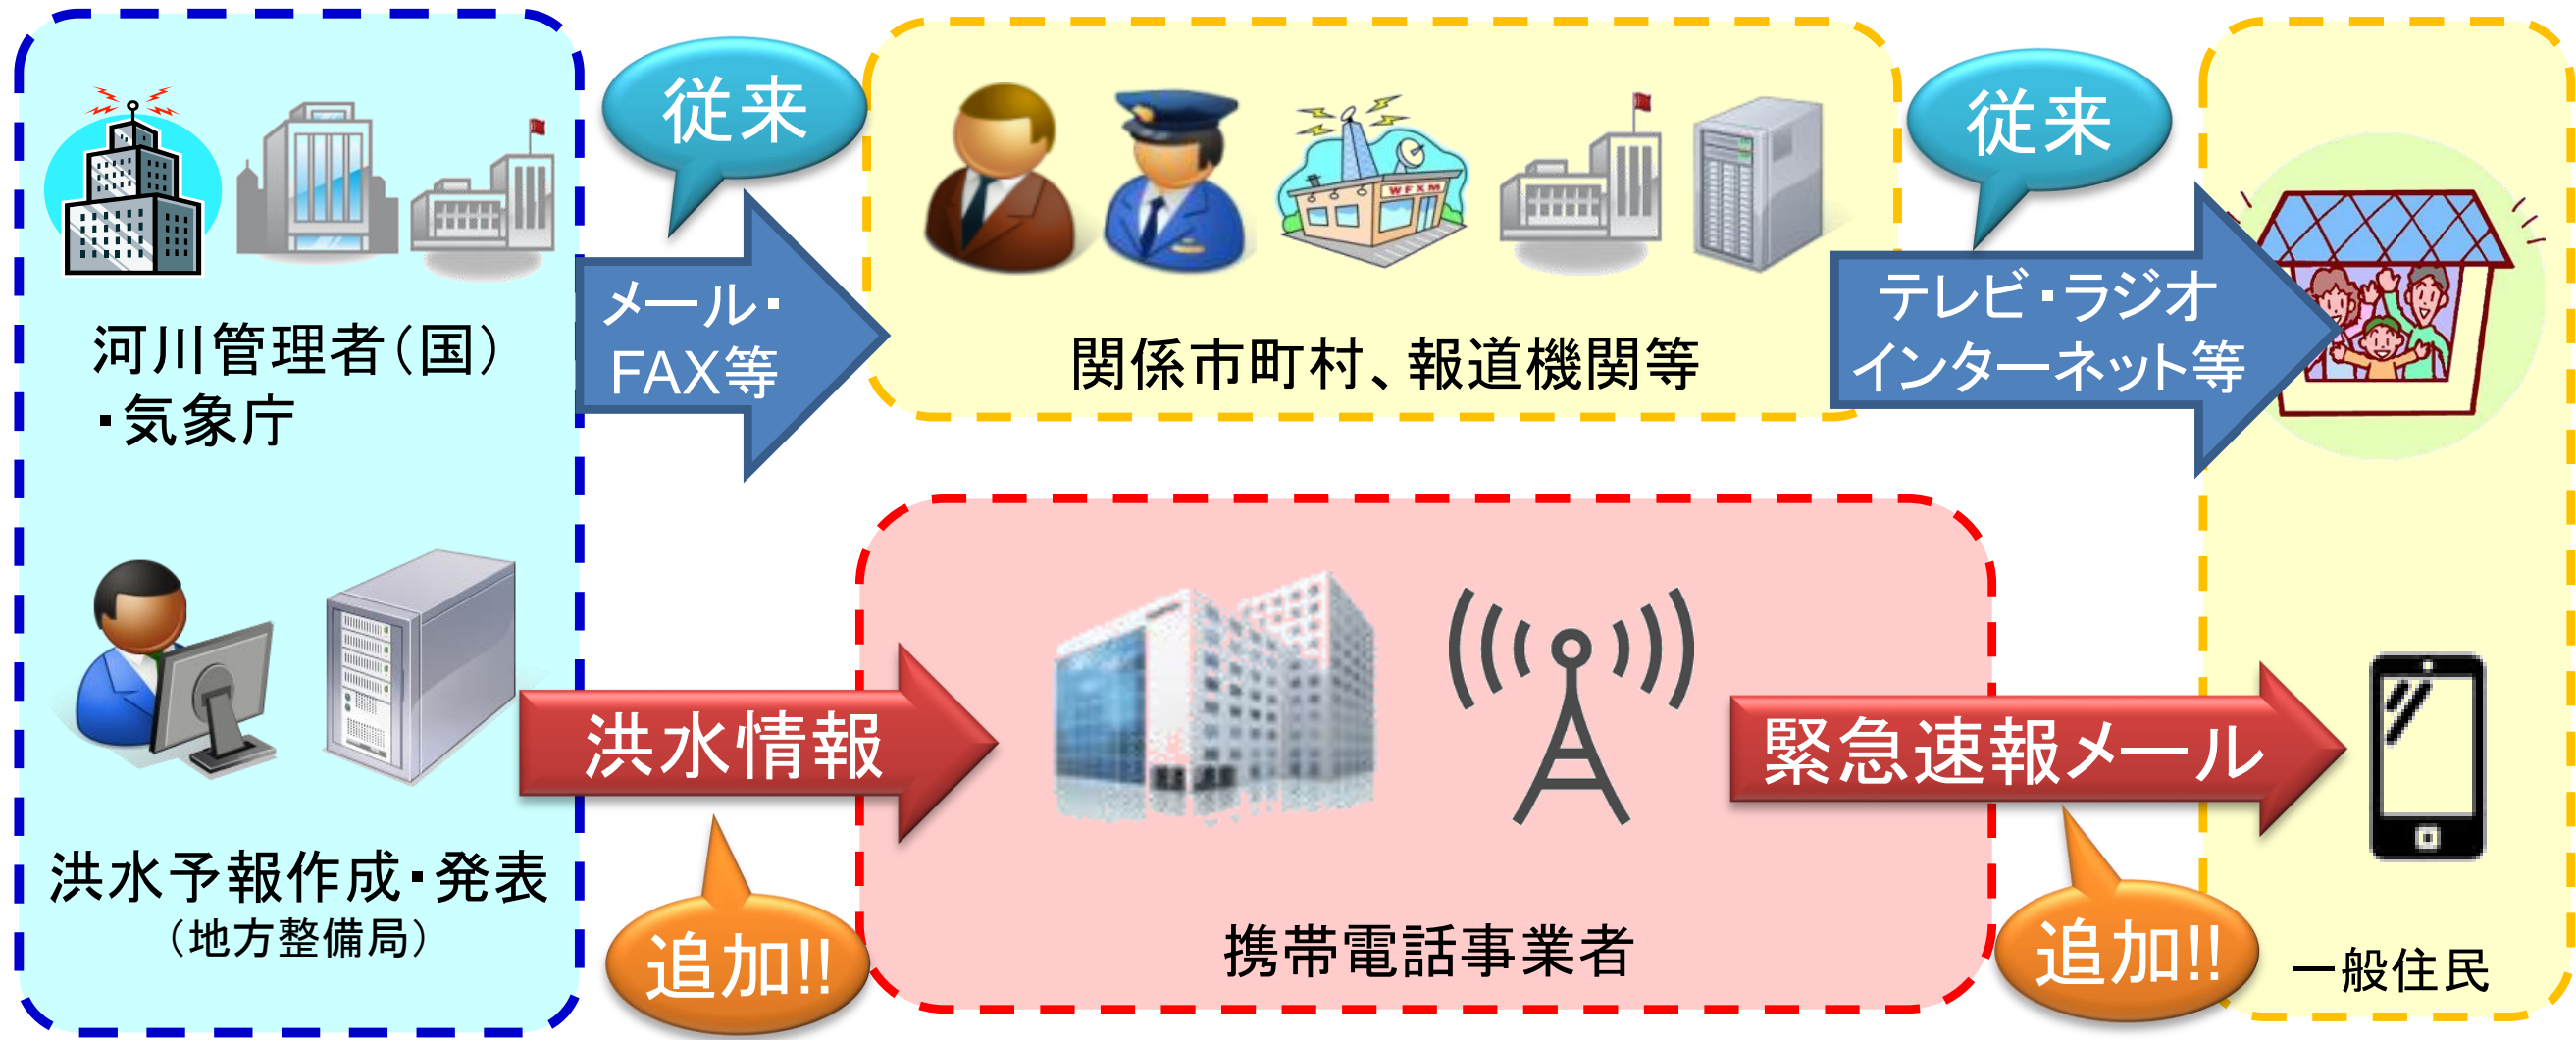 河川管理者（国）
・気象庁
洪水予報作成・発表
（地方整備局）
従来
メール・
FAX等
WFXM
関係市町村、報道機関等
従来
テレビ・ラジオ
インターネット等
洪水情報
追加!!
携帯電話事業者
緊急速報メール
追加!!
一般住民